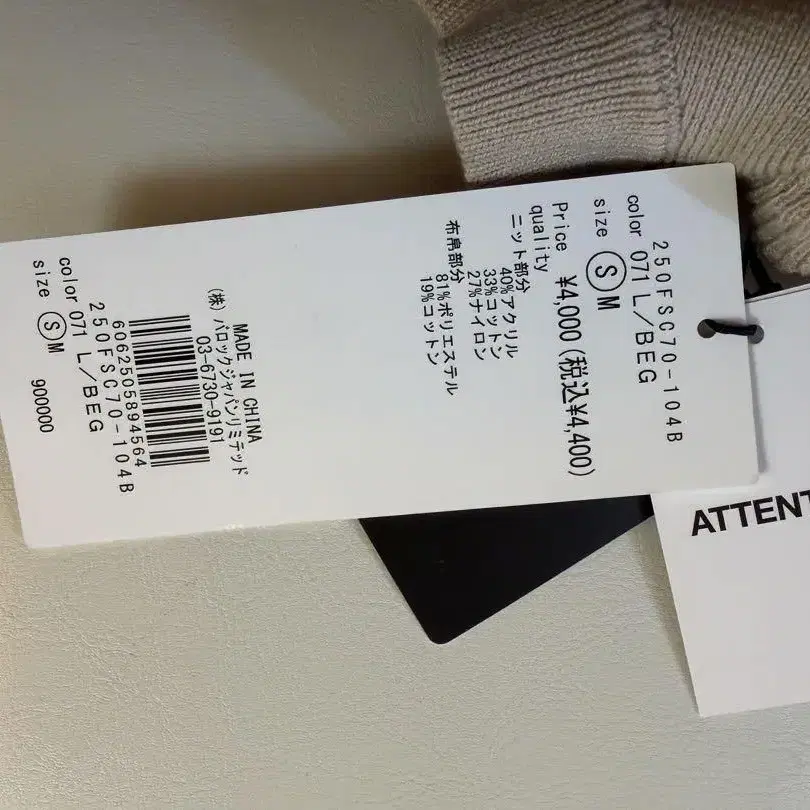 250FSC70-104B
color 071 L/BEG
size Ⓢ M
Price ¥4,000(税込¥4,400)
quality
ニット部分
40%アクリル
33%コットン
27%ナイロン
布帛部分
81%ポリエステル
19%コットン
MADE IN CHINA
(株)バロックジャパンリミテッド
03-6730-9191
6062505894564
250FSC70-104B
color 071 L/BEG
size Ⓢ M 900000
ATTENT